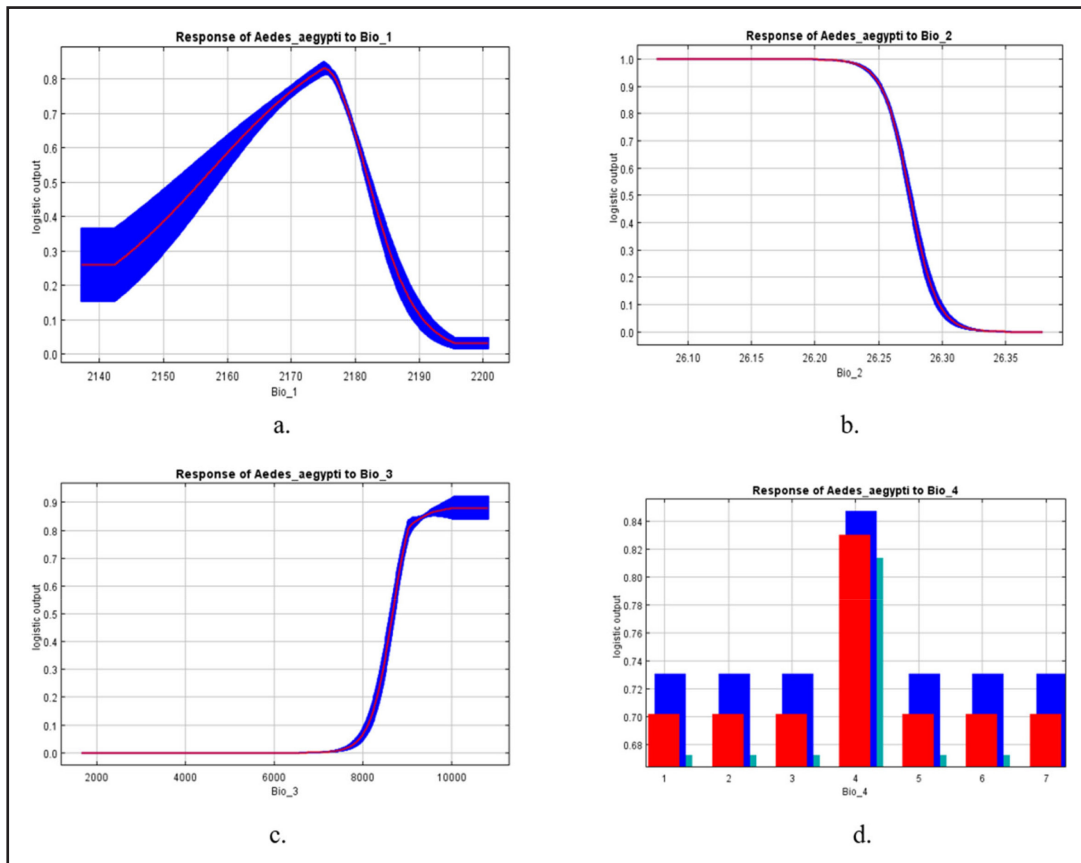 Response of Aedes_aegypti to Bio_1
logistic output
0.8
0.7
0.6
0.5
0.4
0.3
0.2
0.1
0.0
2140 2150 2160 2170 2180 2190 2200
Bio_1
a.
Response of Aedes_aegypti to Bio_2
logistic output
1.0
0.9
0.8
0.7
0.6
0.5
0.4
0.3
0.2
0.1
0.0
26.10 26.15 26.20 26.25 26.30 26.35
Bio_2
b.
Response of Aedes_aegypti to Bio_3
logistic output
0.9
0.8
0.7
0.6
0.5
0.4
0.3
0.2
0.1
0.0
2000 4000 6000 8000 10000
Bio_3
c.
Response of Aedes_aegypti to Bio_4
logistic output
0.84
0.82
0.80
0.78
0.76
0.74
0.72
0.70
0.68
1 2 3 4 5 6 7
Bio_4
d.